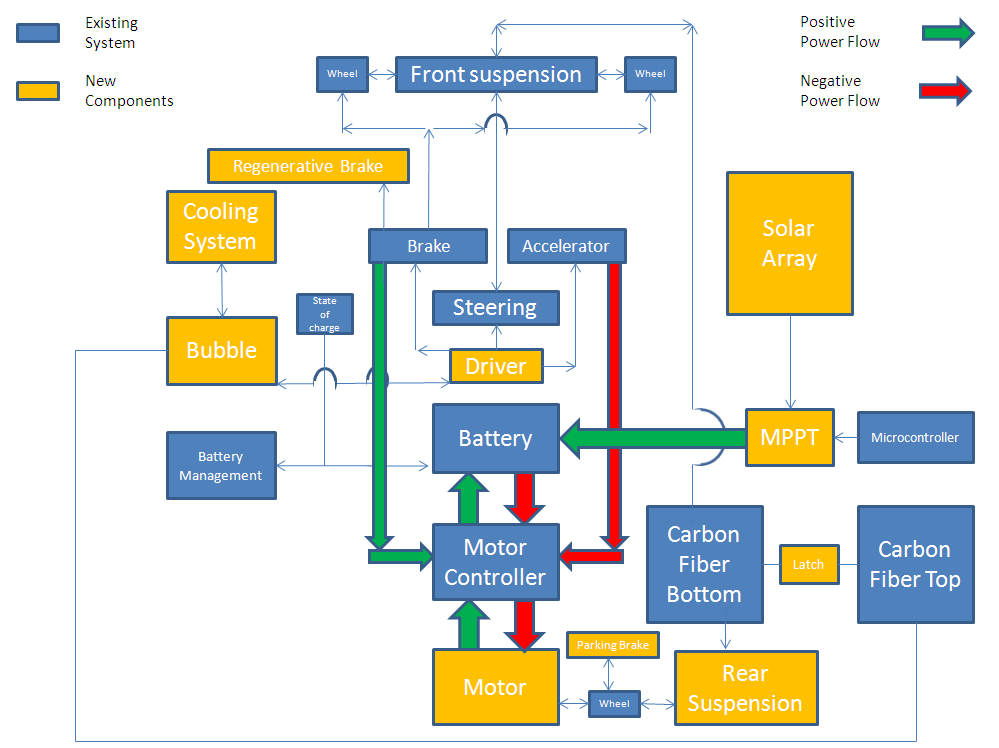 Existing
System
New
Components
Positive
Power Flow
Negative
Power Flow
Wheel
Front suspension
Wheel
Regenerative Brake
Cooling
System
Solar
Array
Brake
Accelerator
State
of
charge
Steering
Bubble
Driver
Battery
MPPT
Microcontroller
Battery
Management
Motor
Controller
Carbon
Fiber
Bottom
Latch
Carbon
Fiber Top
Parking Brake
Motor
Wheel
Rear
Suspension